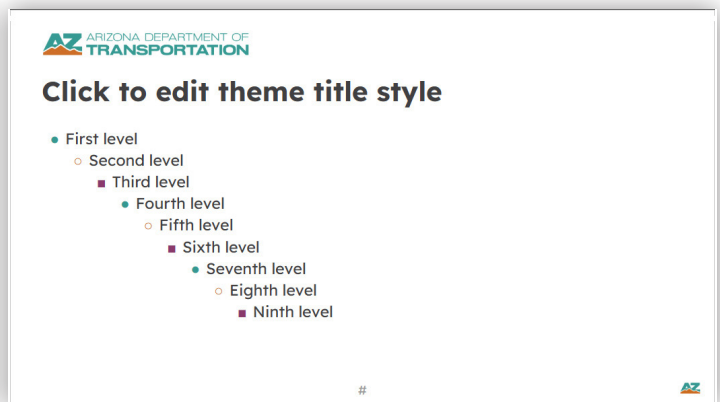 AZ ARIZONA DEPARTMENT OF
TRANSPORTATION
Click to edit theme title style
First level
Second level
Third level
Fourth level
Fifth level
Sixth level
Seventh level
Eighth level
Ninth level
#
AZ